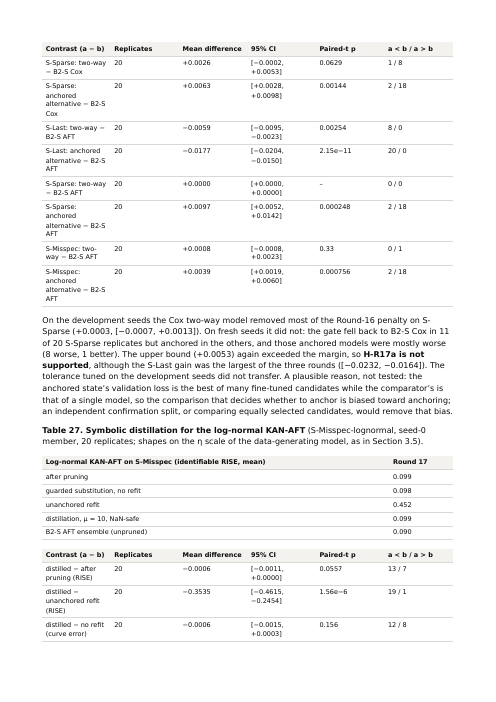 Contrast (a − b) Replicates Mean difference 95% CI Paired-t p a < b / a > b
S-Sparse: two-way 20 +0.0026 [−0.0002, 0.0629 1 / 8
− B2-S Cox +0.0053]
S-Sparse: 20 +0.0063 [+0.0028, 0.00144 2 / 18
anchored +0.0098]
alternative − B2-S
Cox
S-Last: two-way − 20 −0.0059 [−0.0095, 0.00254 8 / 0
B2-S AFT −0.0023]
S-Last: anchored 20 −0.0177 [−0.0204, 2.15e−11 20 / 0
alternative − B2-S −0.0150]
AFT
S-Sparse: two-way 20 +0.0000 [+0.0000, – 0 / 0
− B2-S AFT +0.0000]
S-Sparse: 20 +0.0097 [+0.0052, 0.000248 2 / 18
anchored +0.0142]
alternative − B2-S
AFT
S-Misspec: two- 20 +0.0008 [−0.0008, 0.33 0 / 1
way − B2-S AFT +0.0023]
S-Misspec: 20 +0.0039 [+0.0019, 0.000756 2 / 18
anchored +0.0060]
alternative − B2-S
AFT
On the development seeds the Cox two-way model removed most of the Round-16 penalty on S-
Sparse (+0.0003, [−0.0007, +0.0013]). On fresh seeds it did not: the gate fell back to B2-S Cox in 11
of 20 S-Sparse replicates but anchored in the others, and those anchored models were mostly worse
(8 worse, 1 better). The upper bound (+0.0053) again exceeded the margin, so H-R17a is not
supported, although the S-Last gain was the largest of the three rounds ([−0.0232, −0.0164]). The
tolerance tuned on the development seeds did not transfer. A plausible reason, not tested: the
anchored state’s validation loss is the best of many fine-tuned candidates while the comparator’s is
that of a single model, so the comparison that decides whether to anchor is biased toward anchoring;
an independent confirmation split, or comparing equally selected candidates, would remove that bias.
Table 27. Symbolic distillation for the log-normal KAN-AFT (S-Misspec-lognormal, seed-0
member, 20 replicates; shapes on the η scale of the data-generating model, as in Section 3.5).
Log-normal KAN-AFT on S-Misspec (identifiable RISE, mean) Round 17
after pruning 0.099
guarded substitution, no refit 0.098
unanchored refit 0.452
distillation, μ = 10, NaN-safe 0.099
B2-S AFT ensemble (unpruned) 0.090
Contrast (a − b) Replicates Mean difference 95% CI Paired-t p a < b / a > b
distilled − after 20 −0.0006 [−0.0011, 0.0557 13 / 7
pruning (RISE) +0.0000]
distilled − 20 −0.3535 [−0.4615, 1.56e−6 19 / 1
unanchored refit −0.2454]
(RISE)
distilled − no refit 20 −0.0006 [−0.0015, 0.156 12 / 8
(curve error) +0.0003]